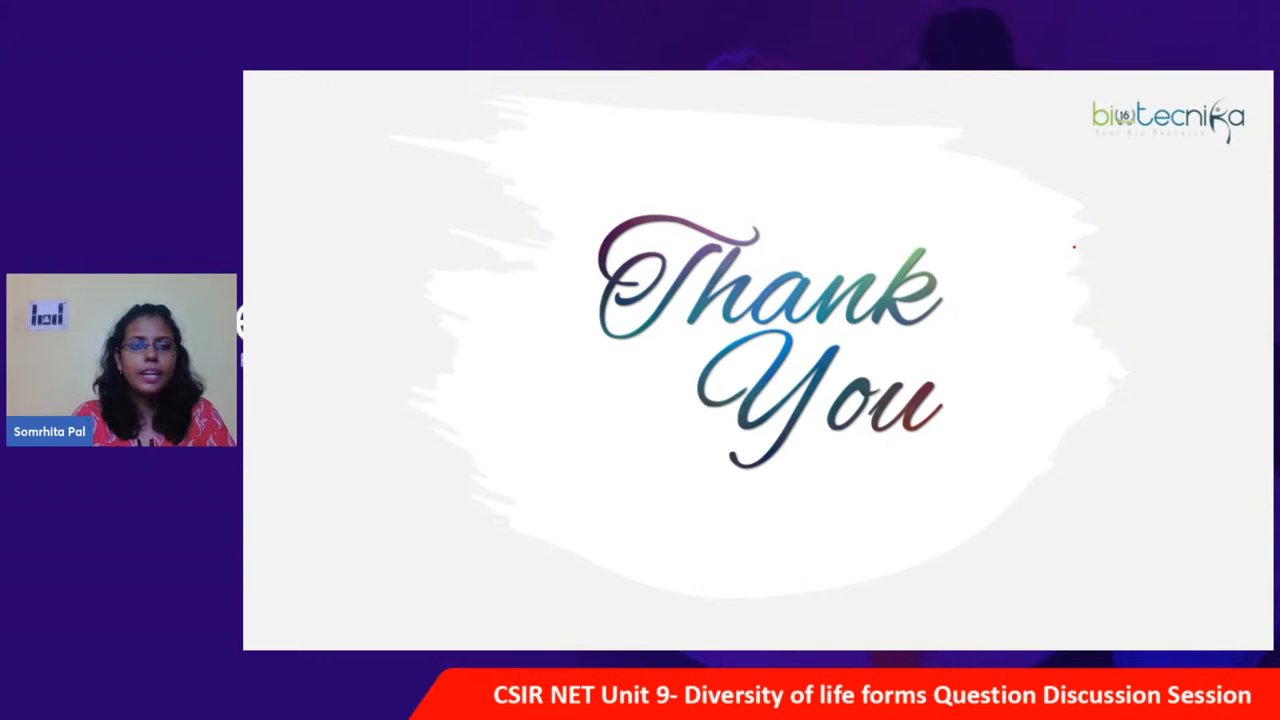 biotecnika
Thank
You
Somrhita Pal
CSIR NET Unit 9- Diversity of life forms Question Discussion Session